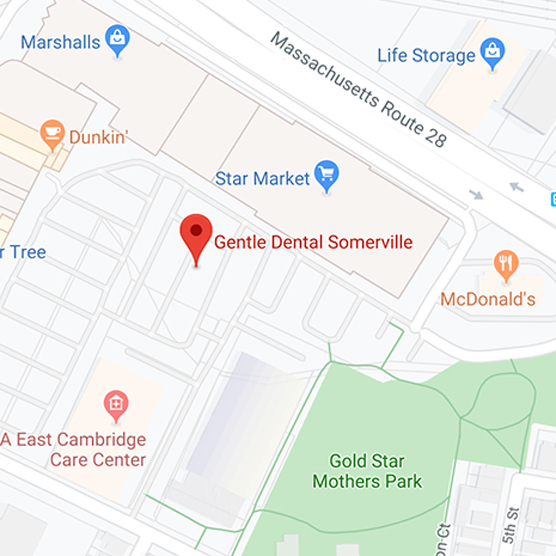 Marshalls
Life Storage
Massachusetts Route 28
Dunkin'
Star Market
Gentle Dental Somerville
r Tree
McDonald's
A East Cambridge
Care Center
Gold Star
Mothers Park
5th St
on Ct